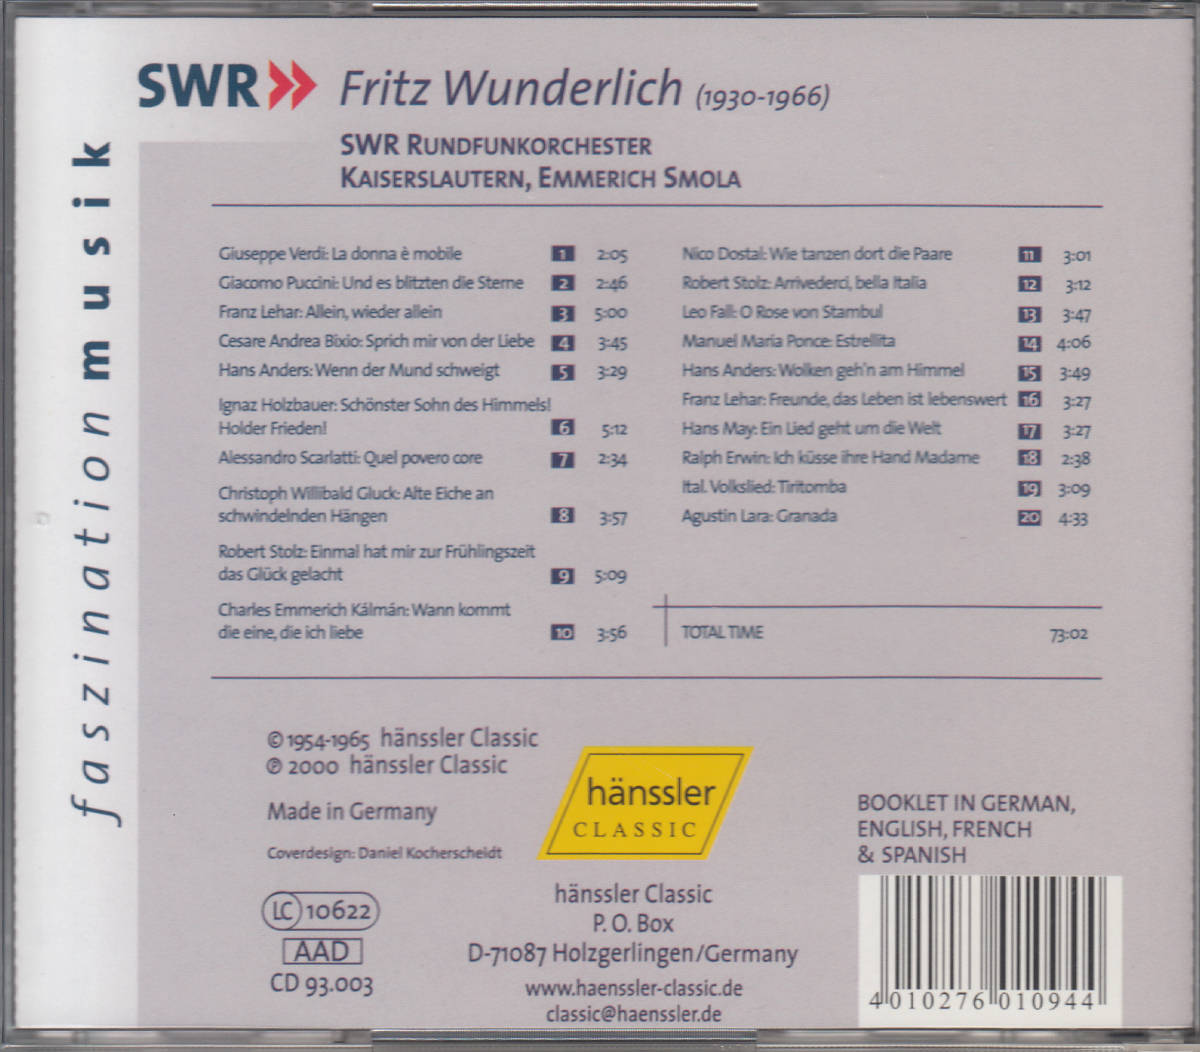 faszination musik
SWR
Fritz Wunderlich (1930-1966)
SWR RUNDFUNKORCHESTER
KAISERSLAUTERN, EMMERICH SMOLA
Giuseppe Verdi: La donna è mobile 1 2:05
Giacomo Puccini: Und es blitzten die Sterne 2 2:46
Franz Lehar: Allein, wieder allein 3 5:00
Cesare Andrea Bixio: Sprich mir von der Liebe 4 3:45
Hans Anders: Wenn der Mund schweigt 5 3:29
Ignaz Holzbauer: Schönster Sohn des Himmels!
Holder Frieden! 6 5:12
Alessandro Scarlatti: Quel povero core 7 2:34
Christoph Willibald Gluck: Alte Eiche an
schwindelnden Hängen 8 3:57
Robert Stolz: Einmal hat mir zur Frühlingszeit
das Glück gelacht 9 5:09
Charles Emmerich Kálmán: Wann kommt
die eine, die ich liebe 10 3:56
Nico Dostal: Wie tanzen dort die Paare 11 3:01
Robert Stolz: Arrivederci, bella Italia 12 3:12
Leo Fall: O Rose von Stambul 13 3:47
Manuel Maria Ponce: Estrellita 14 4:06
Hans Anders: Wolken geh'n am Himmel 15 3:49
Franz Lehar: Freunde, das Leben ist lebenswert 16 3:27
Hans May: Ein Lied geht um die Welt 17 3:27
Ralph Erwin: Ich küsse ihre Hand Madame 18 2:38
Ital. Volkslied: Tiritomba 19 3:09
Agustin Lara: Granada 20 4:33
TOTAL TIME 73:02
© 1954-1965 hänssler Classic
℗ 2000 hänssler Classic
Made in Germany
Coverdesign: Daniel Kocherscheidt
LC 10622
AAD
CD 93.003
hänssler
CLASSIC
hänssler Classic
P. O. Box
D-71087 Holzgerlingen/Germany
www.haenssler-classic.de
classic@haenssler.de
BOOKLET IN GERMAN,
ENGLISH, FRENCH
& SPANISH
4 010276 010944